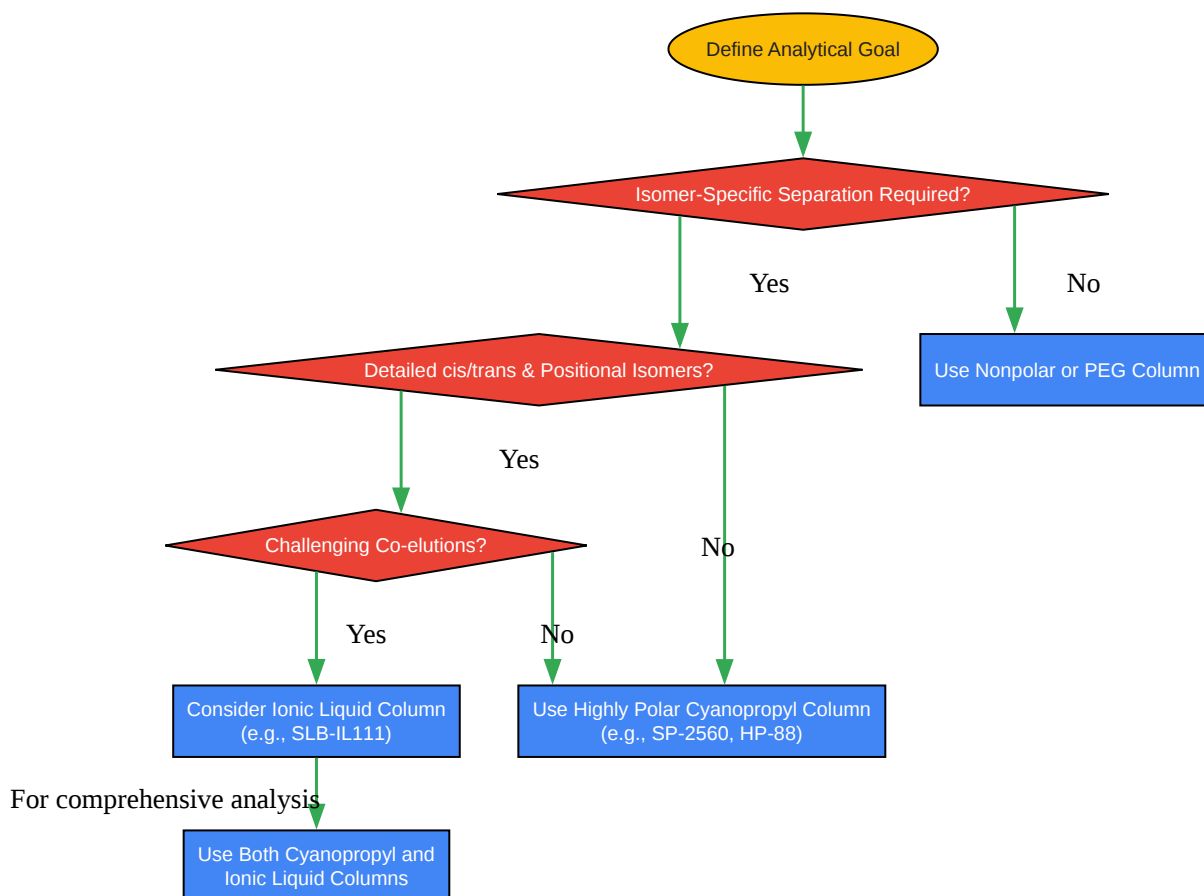 Define Analytical Goal
Isomer-Specific Separation Required?
Yes
No
Detailed cis/trans & Positional Isomers?
Use Nonpolar or PEG Column
Yes
No
Challenging Co-elutions?
Yes
No
Consider Ionic Liquid Column
(e.g., SLB-IL111)
Use Highly Polar Cyanopropyl Column
(e.g., SP-2560, HP-88)
For comprehensive analysis
Use Both Cyanopropyl and
Ionic Liquid Columns